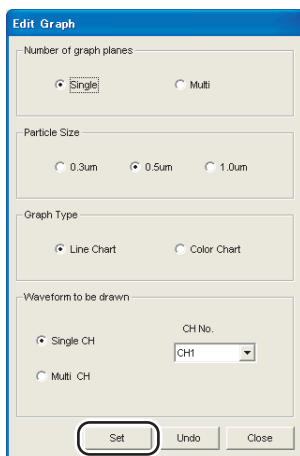 Edit Graph
Number of graph planes
Single Multi
Particle Size
0.3um 0.5um 1.0um
Graph Type
Line Chart Color Chart
Waveform to be drawn
CH No.
Single CH
CH1
Multi CH
Set Undo Close